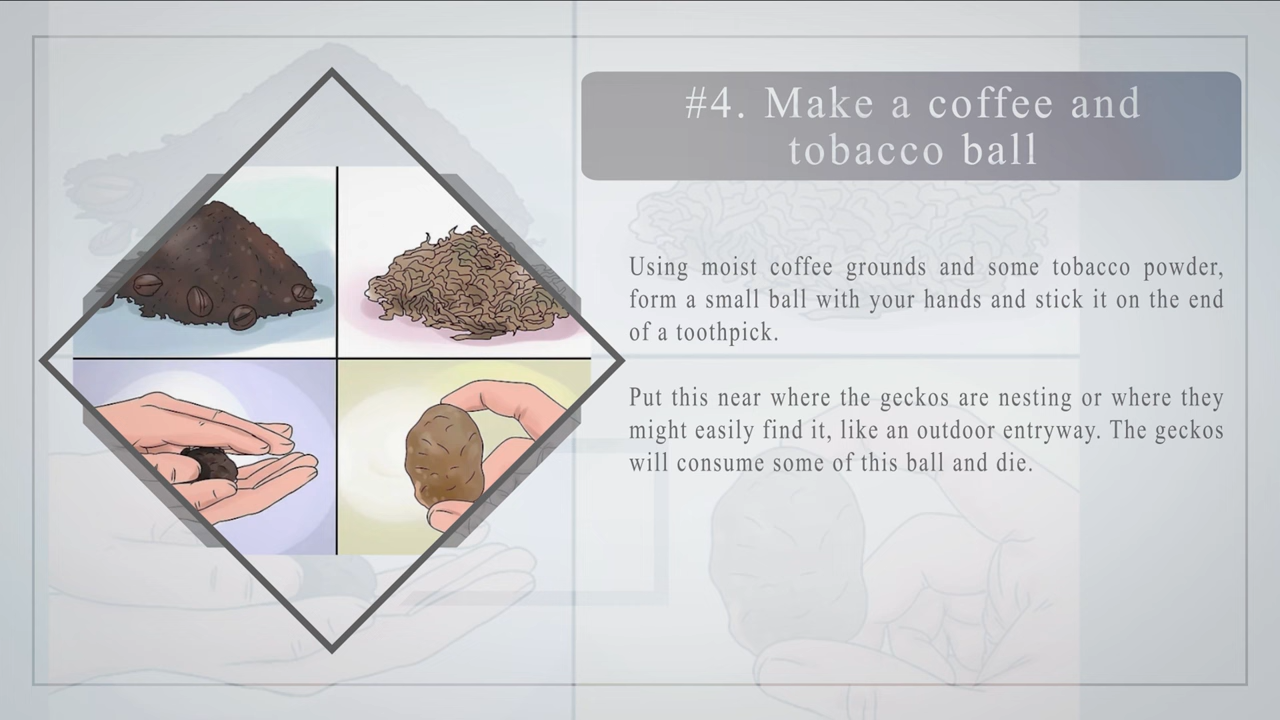 #4. Make a coffee and
tobacco ball
Using moist coffee grounds and some tobacco powder,
form a small ball with your hands and stick it on the end
of a toothpick.
Put this near where the geckos are nesting or where they
might easily find it, like an outdoor entryway. The geckos
will consume some of this ball and die.